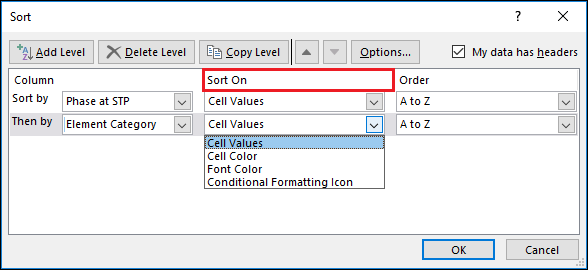 Sort
Add Level Delete Level Copy Level Options... My data has headers
Column Sort On Order
Sort by Phase at STP Cell Values A to Z
Then by Element Category Cell Values A to Z
Cell Values
Cell Color
Font Color
Conditional Formatting Icon
OK Cancel